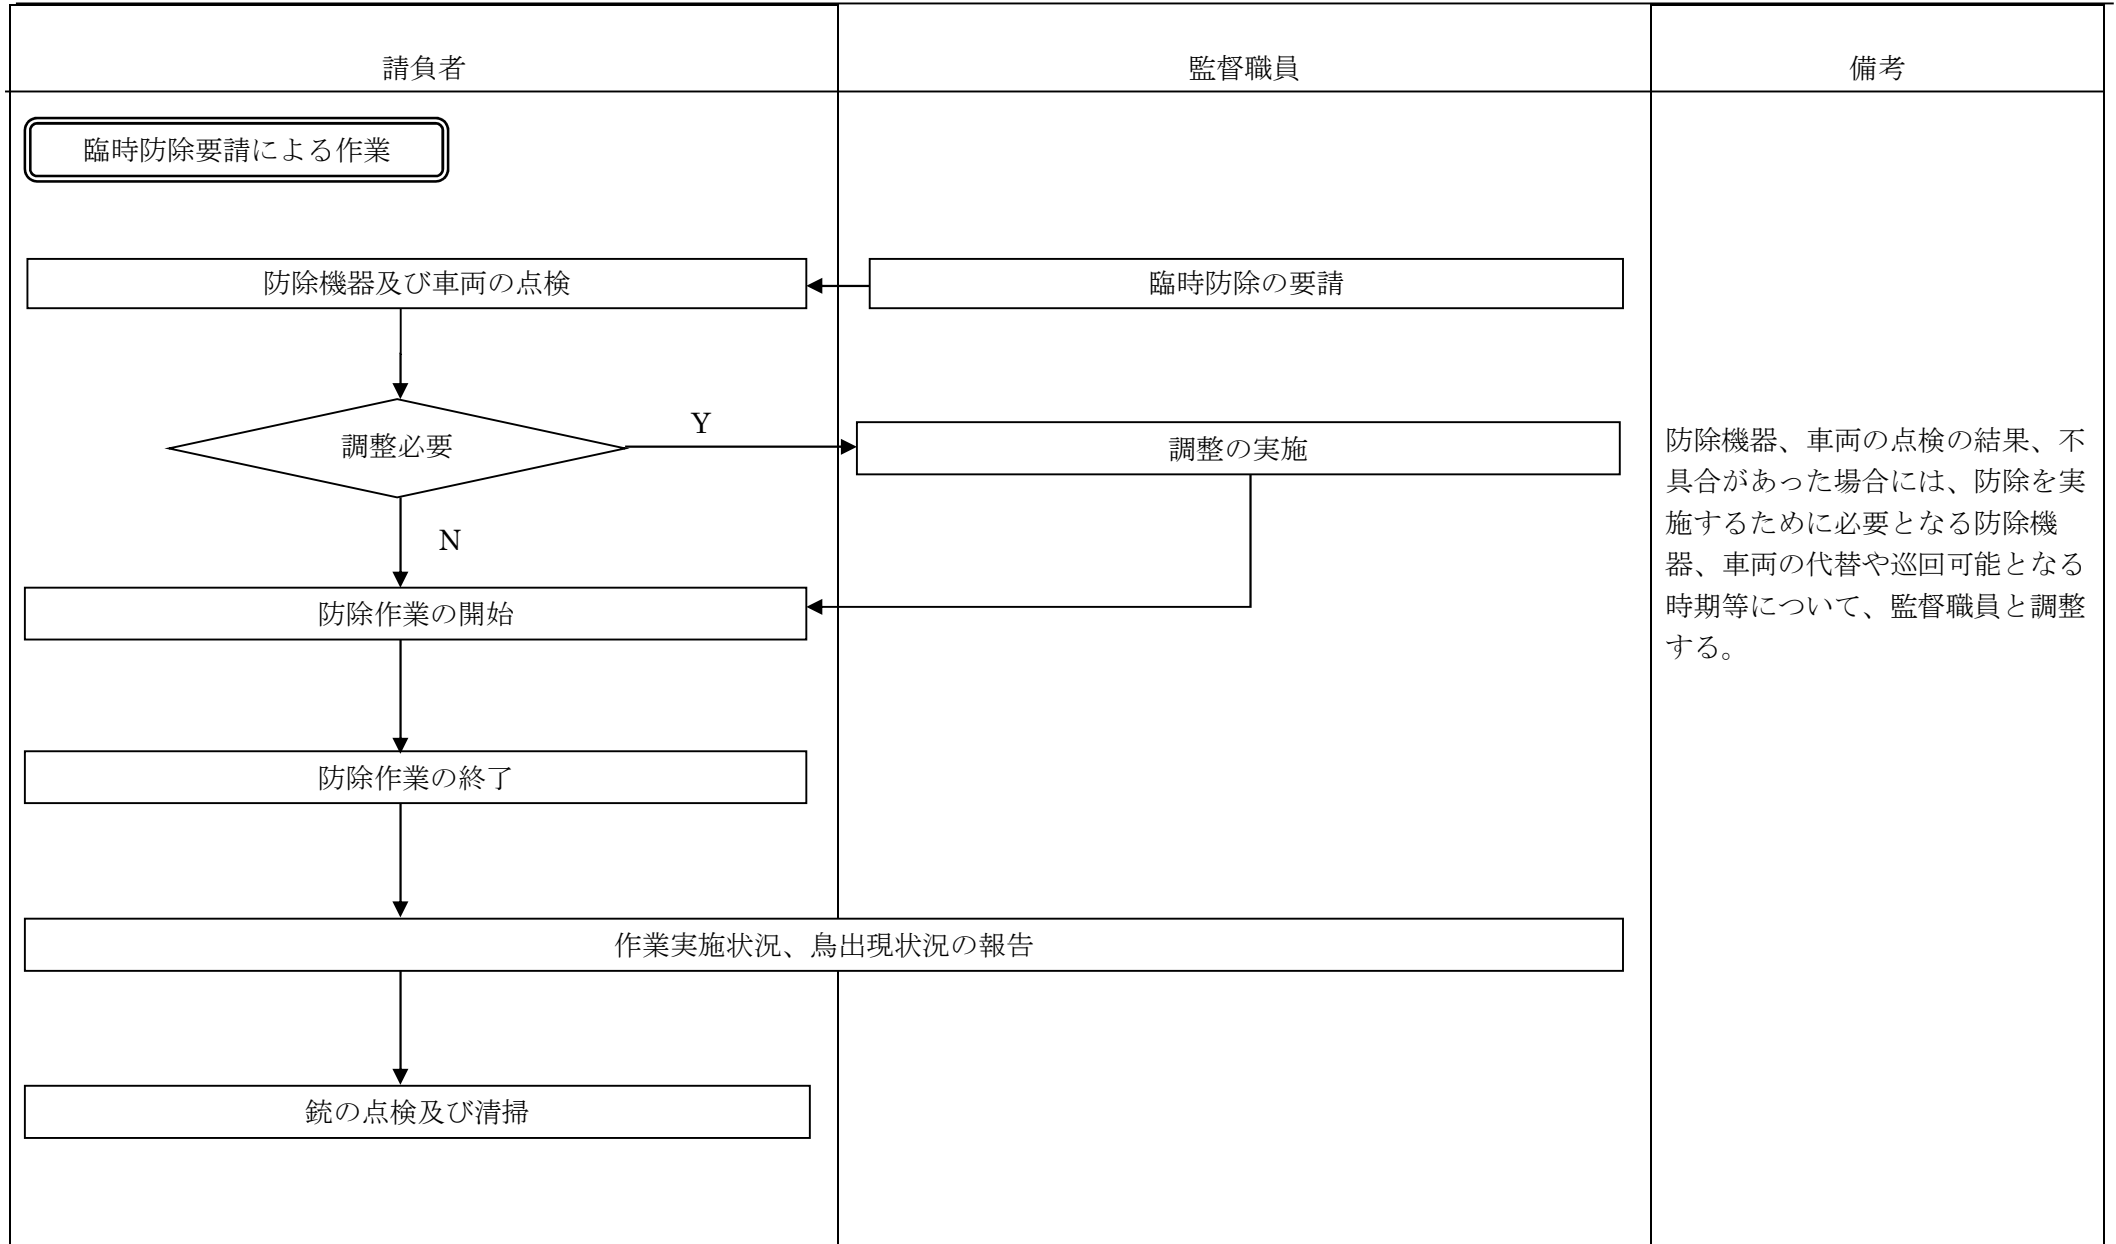 請負者
監督職員
備考
臨時防除要請による作業
防除機器及び車両の点検
臨時防除の要請
調整必要
Y
調整の実施
N
防除機器、車両の点検の結果、不
具合があった場合には、防除を実
施するために必要となる防除機
器、車両の代替や巡回可能となる
時期等について、監督職員と調整
する。
防除作業の開始
防除作業の終了
作業実施状況、鳥出現状況の報告
銃の点検及び清掃